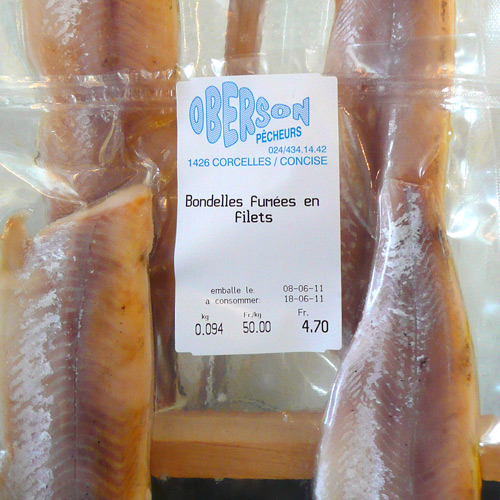 OBERSON
PÊCHEURS
024/434.14.42
1426 CORCELLES / CONCISE
Bondelles fumées en
filets
emballe le: 08-06-11
a consommer: 18-06-11
kg Fr./kg Fr.
0.094 50.00 4.70